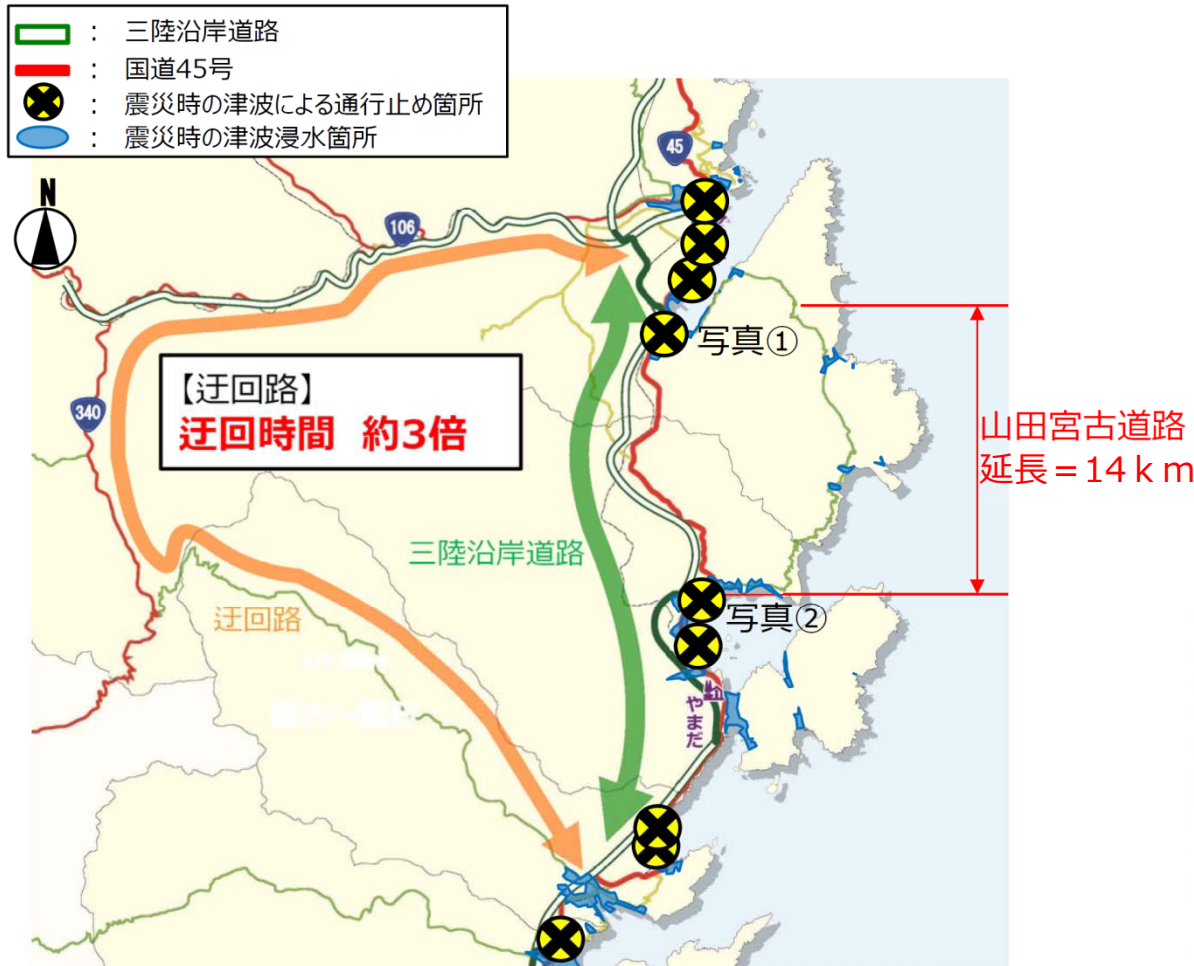 ： 三陸沿岸道路
： 国道45号
： 震災時の津波による通行止め箇所
： 震災時の津波浸水箇所
N
45
106
写真①
【迂回路】
迂回時間 約3倍
340
山田宮古道路
延長＝14ｋｍ
三陸沿岸道路
迂回路
写真②
やまだ